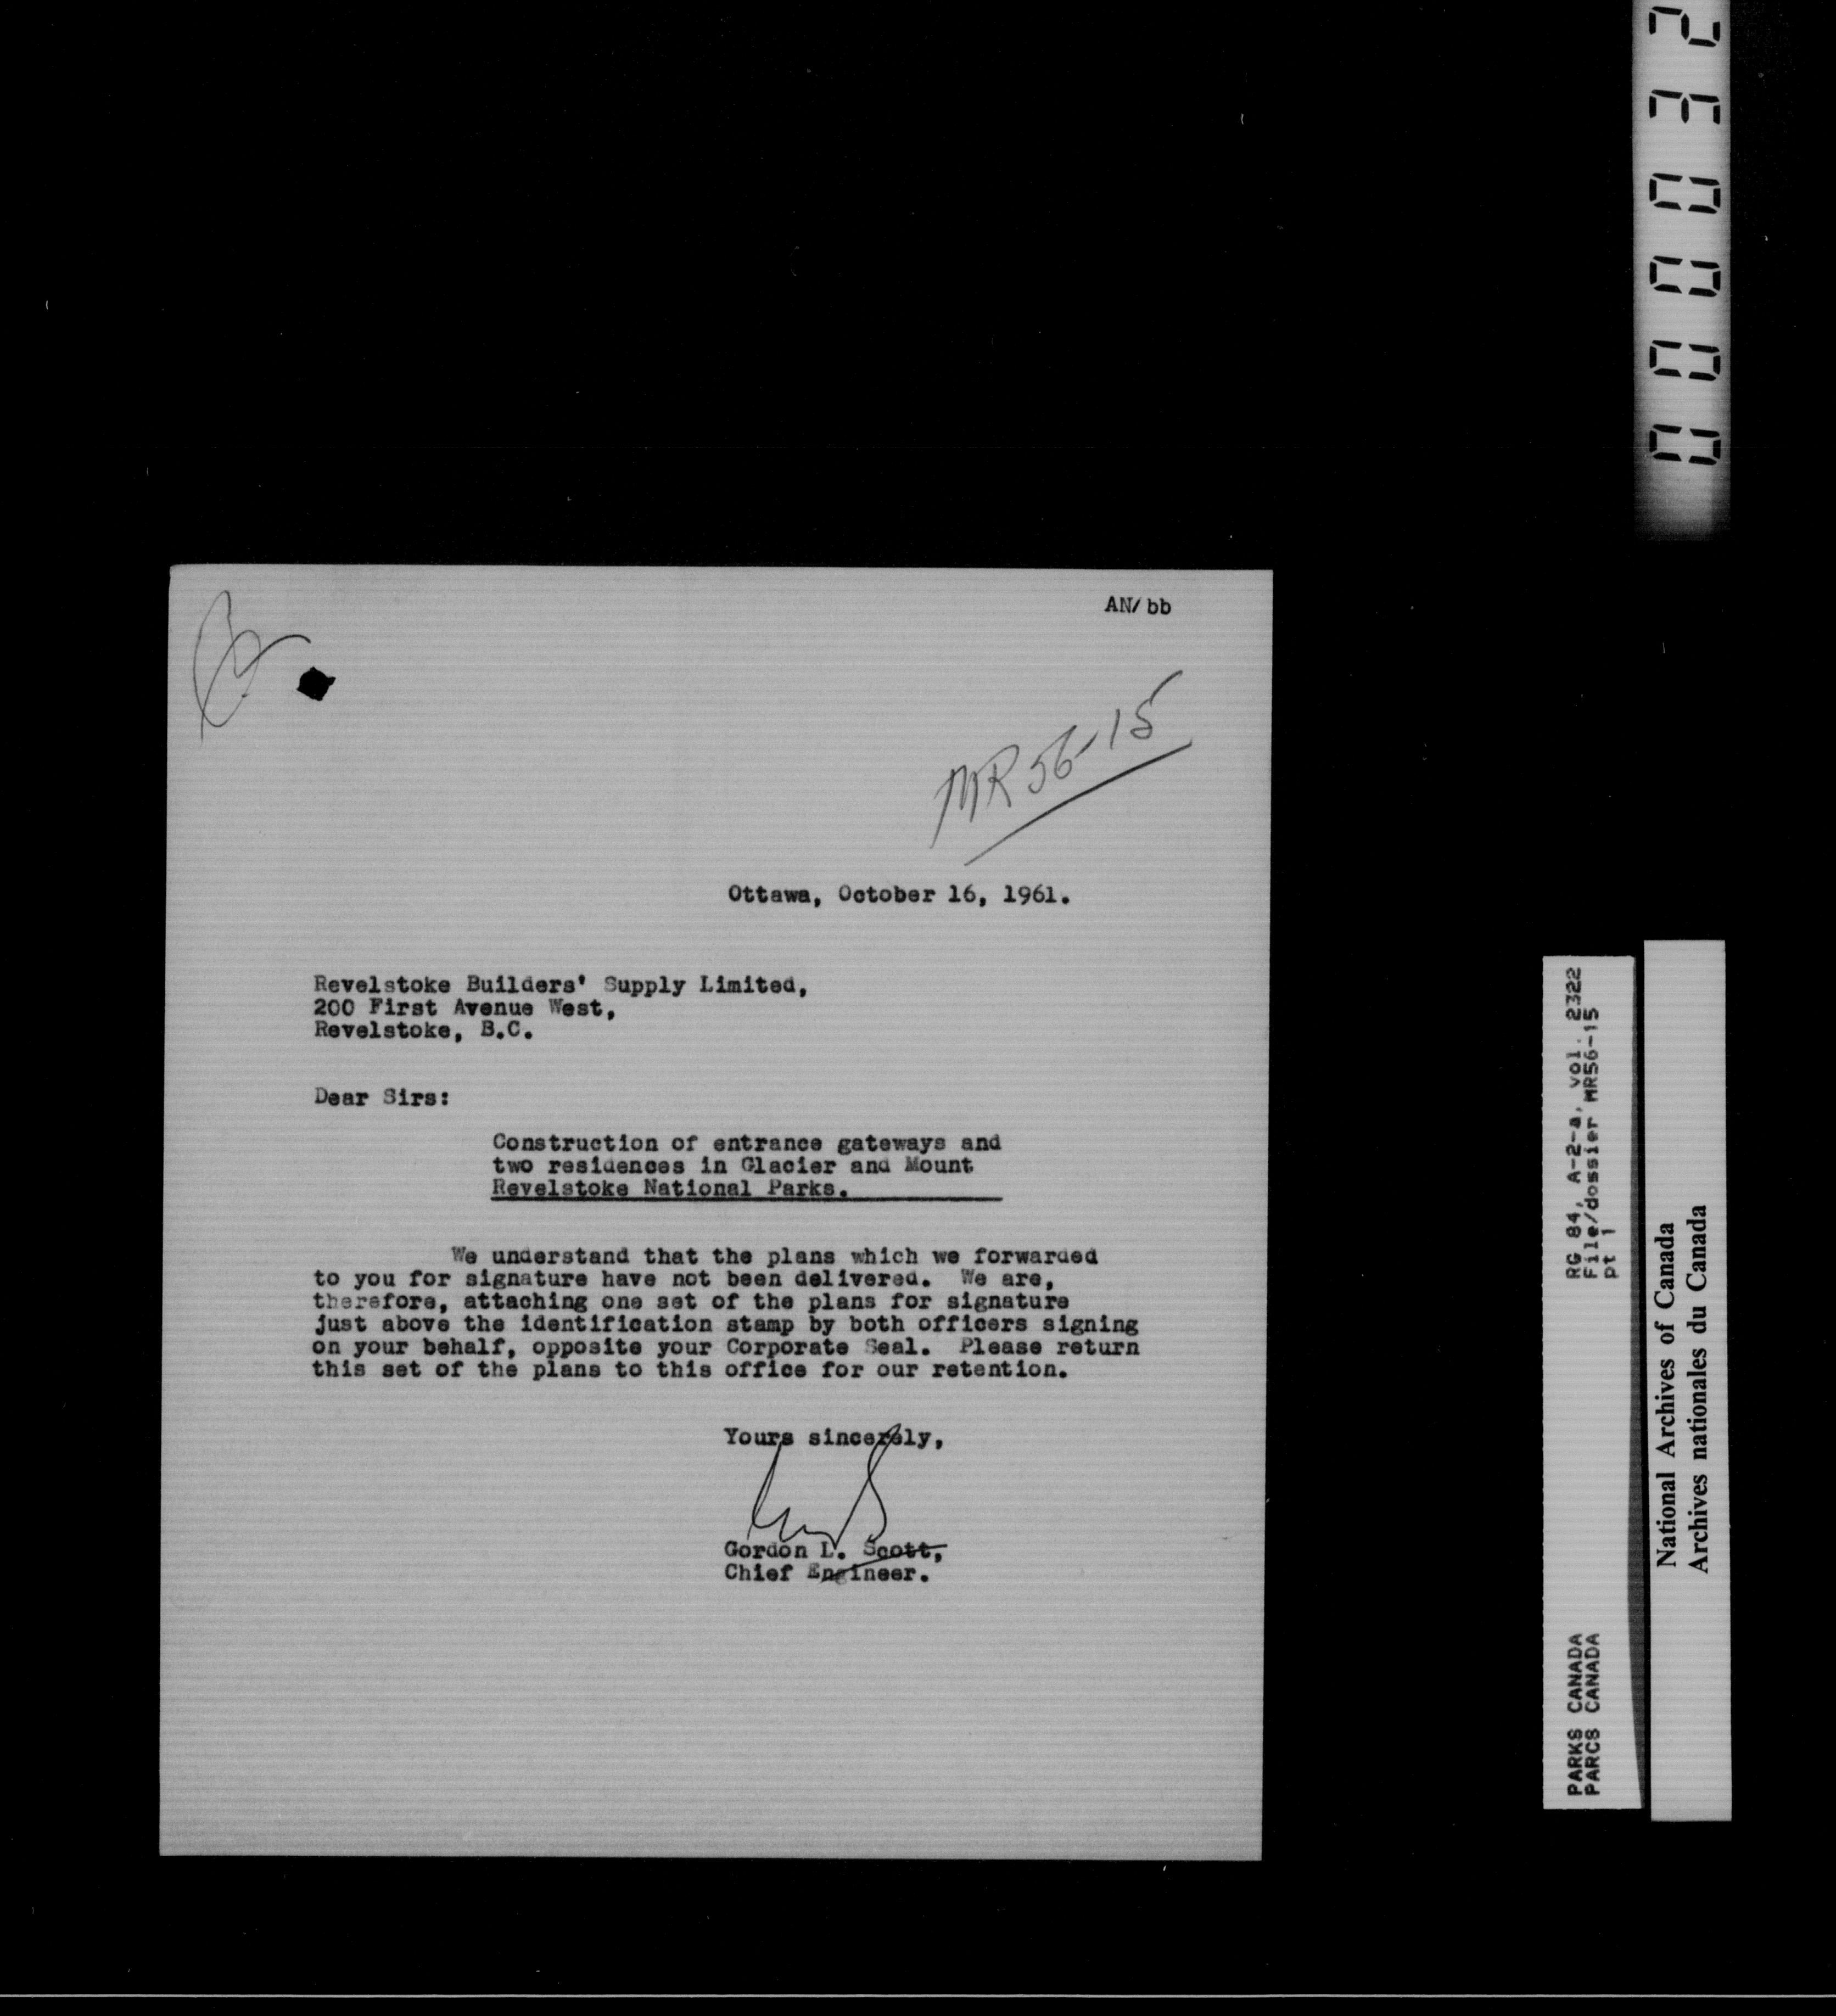 AN/bb
MR56-15
Ottawa, October 16, 1961.
Revelstoke Builders' Supply Limited,
200 First Avenue West,
Revelstoke, B.C.
Dear Sirs:
Construction of entrance gateways and
two residences in Glacier and Mount
Revelstoke National Parks.
We understand that the plans which we forwarded
to you for signature have not been delivered. We are,
therefore, attaching one set of the plans for signature
just above the identification stamp by both officers signing
on your behalf, opposite your Corporate Seal. Please return
this set of the plans to this office for our retention.
Yours sincerely,
Gordon L. Scott,
Chief Engineer.
000032
RG 84, A-2-a, vol. 2322
File/dossier MR56-15
pt 1
PARKS CANADA
PARCS CANADA
National Archives of Canada
Archives nationales du Canada